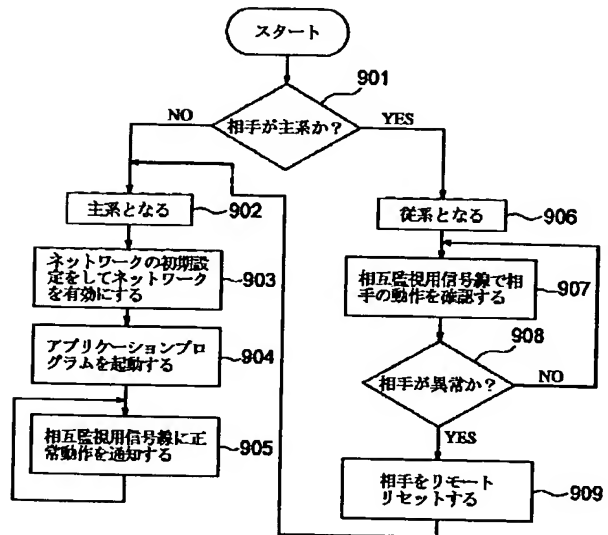 スタート
901
相手が主系か？
NO
YES
主系となる
902
従系となる
906
ネットワークの初期設
定をしてネットワーク
を有効にする
903
相互監視用信号線で相
手の動作を確認する
907
アプリケーションプロ
グラムを起動する
904
908
相手が異常か？
NO
YES
相互監視用信号線に正
常動作を通知する
905
相手をリモート
リセットする
909